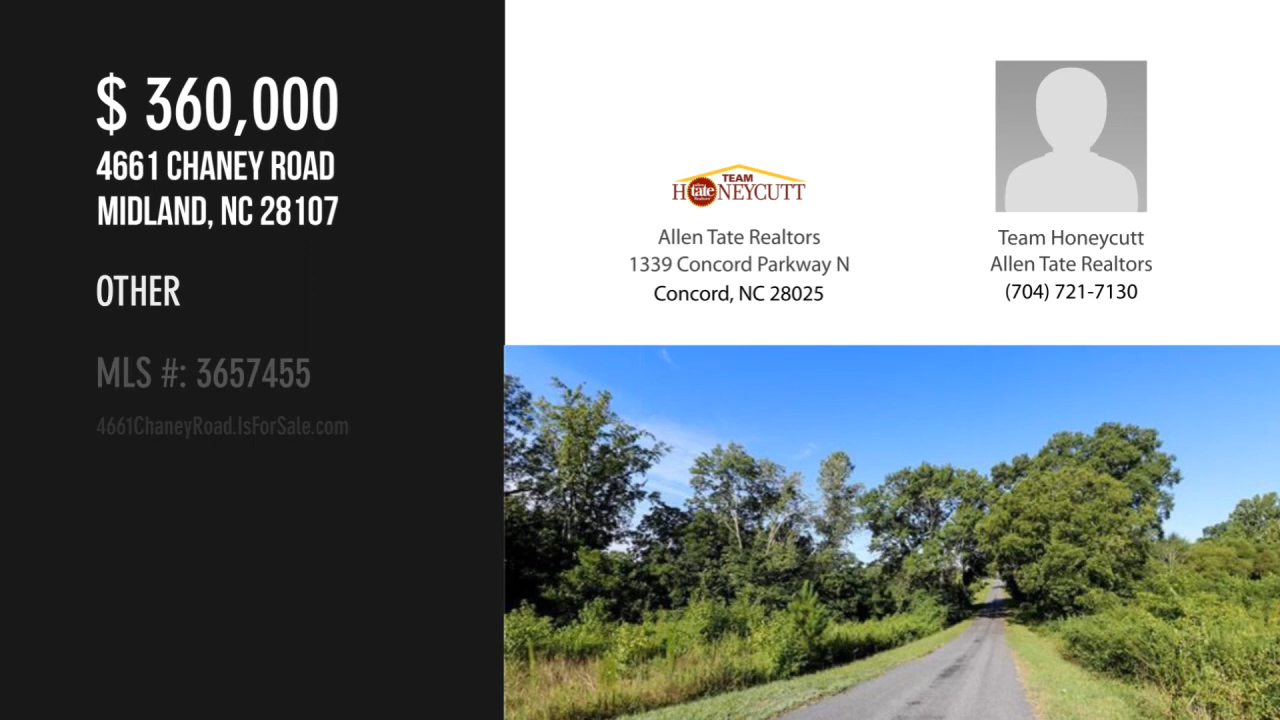 $ 360,000
4661 CHANEY ROAD
MIDLAND, NC 28107
OTHER
MLS #: 3657455
4661ChaneyRoad.IsForSale.com
TEAM
HONEYCUTT
tate
Allen Tate Realtors
1339 Concord Parkway N
Concord, NC 28025
Team Honeycutt
Allen Tate Realtors
(704) 721-7130